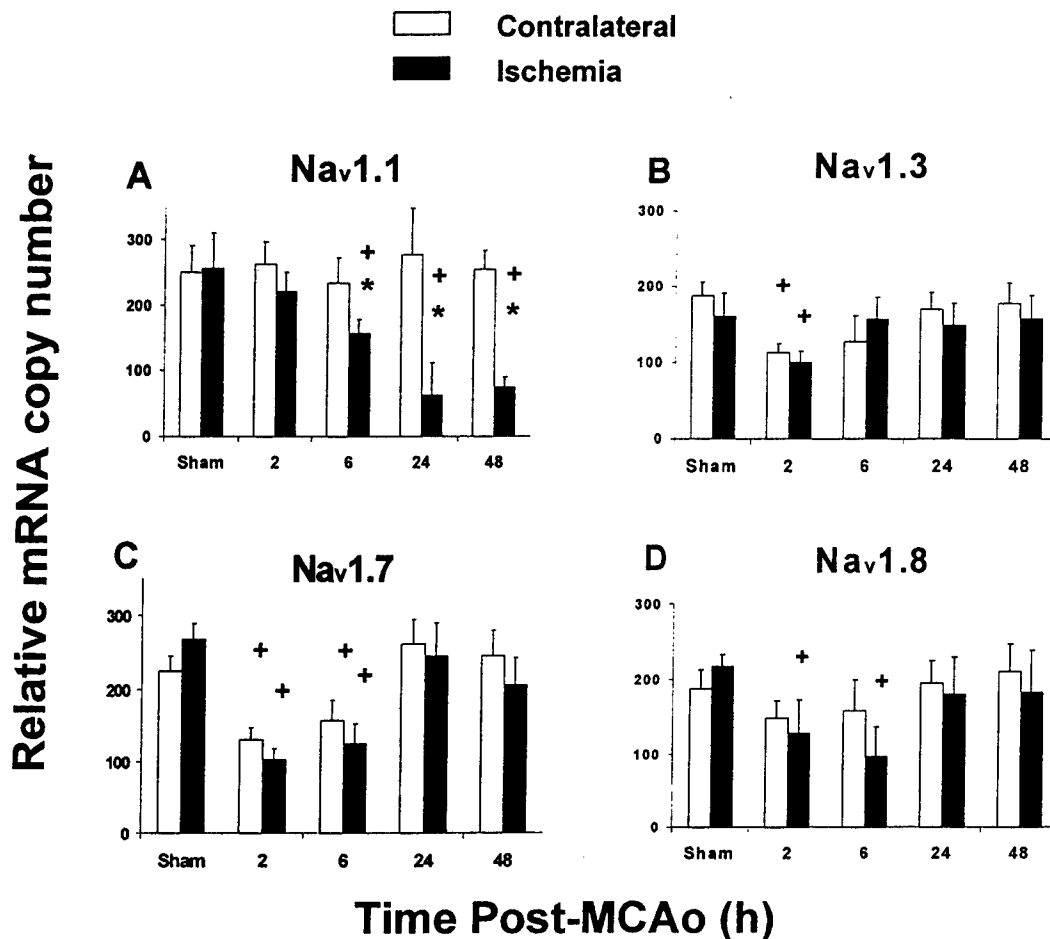 Contralateral
Ischemia
Relative mRNA copy number
A Nav1.1
300
200
100
0
+ + +
* * *
Sham 2 6 24 48
B Nav1.3
300
200
100
0
+ +
Sham 2 6 24 48
C Nav1.7
300
200
100
0
+ + + +
Sham 2 6 24 48
D Nav1.8
300
200
100
0
+ +
Sham 2 6 24 48
Time Post-MCAo (h)